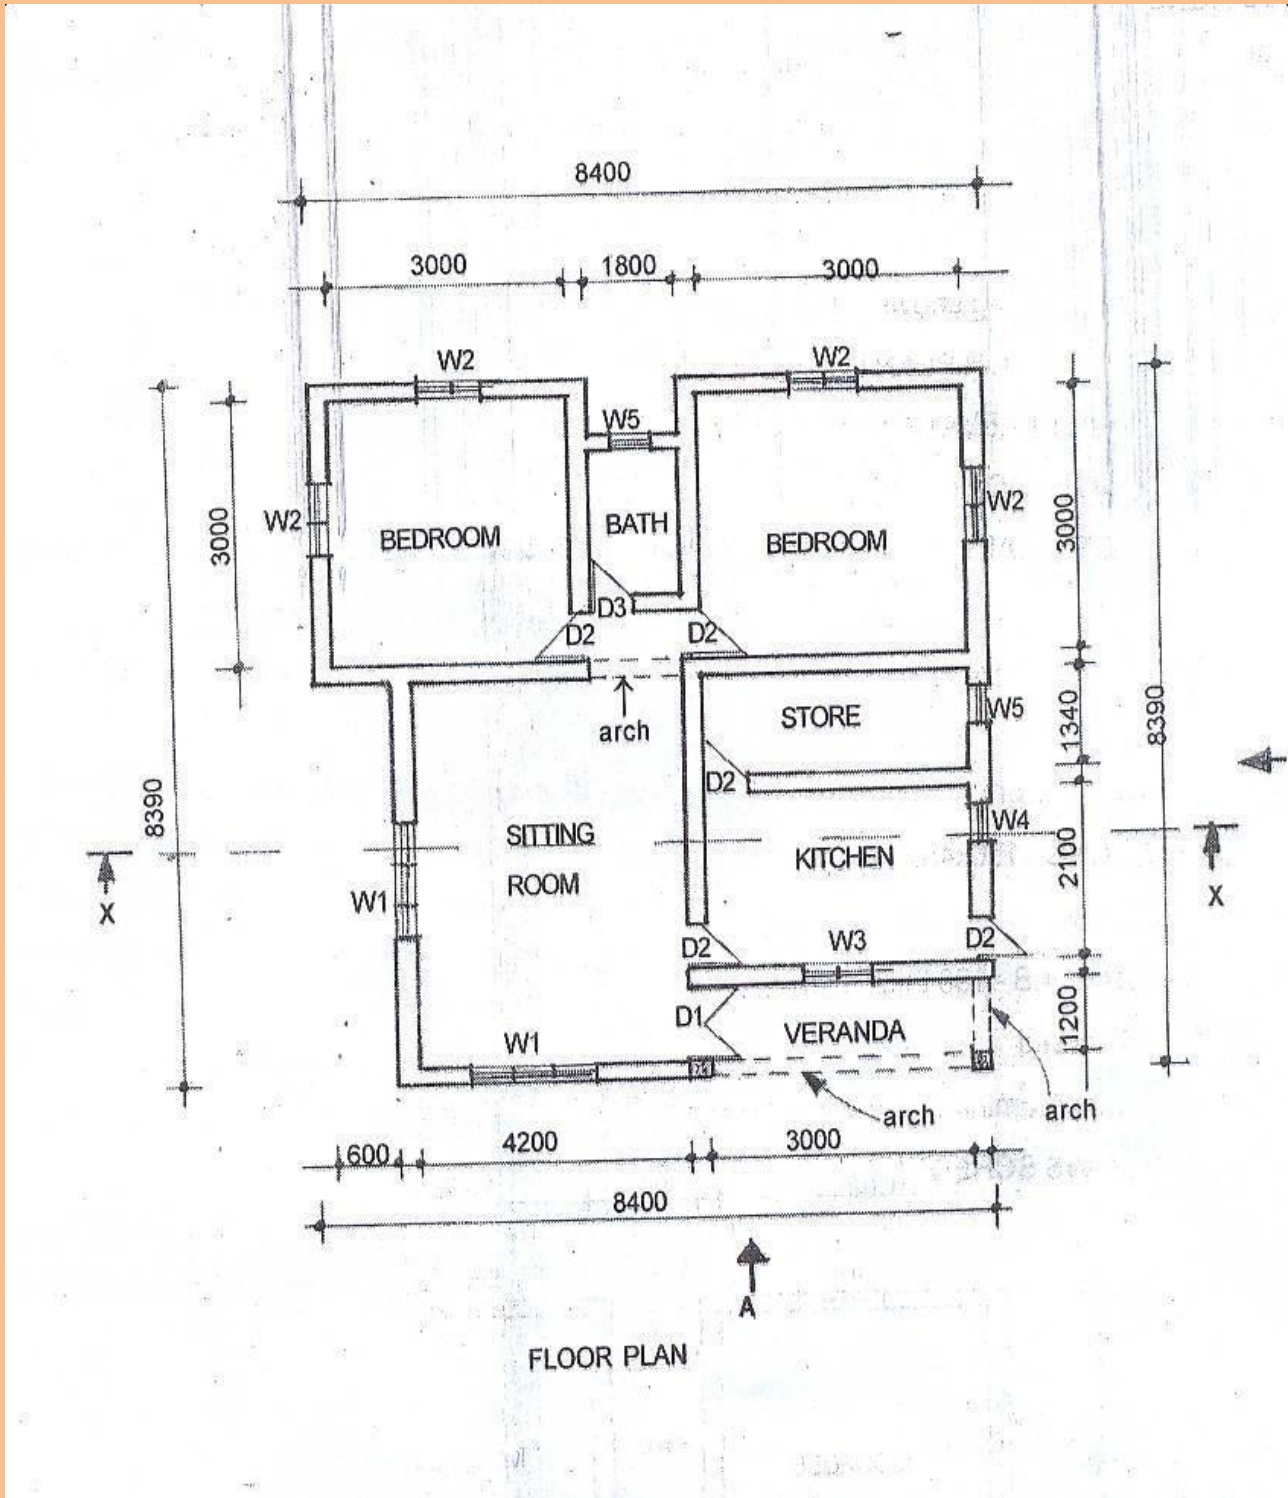 8400
3000
1800
3000
W2
W2
W5
W2
3000
BEDROOM
BATH
BEDROOM
W2
3000
D3
D2
D2
arch
STORE
W5
1340
8390
D2
8390
SITTING
ROOM
KITCHEN
W4
2100
X
X
W1
D2
W3
D2
D1
VERANDA
1200
W1
arch
arch
600
4200
3000
8400
A
FLOOR PLAN